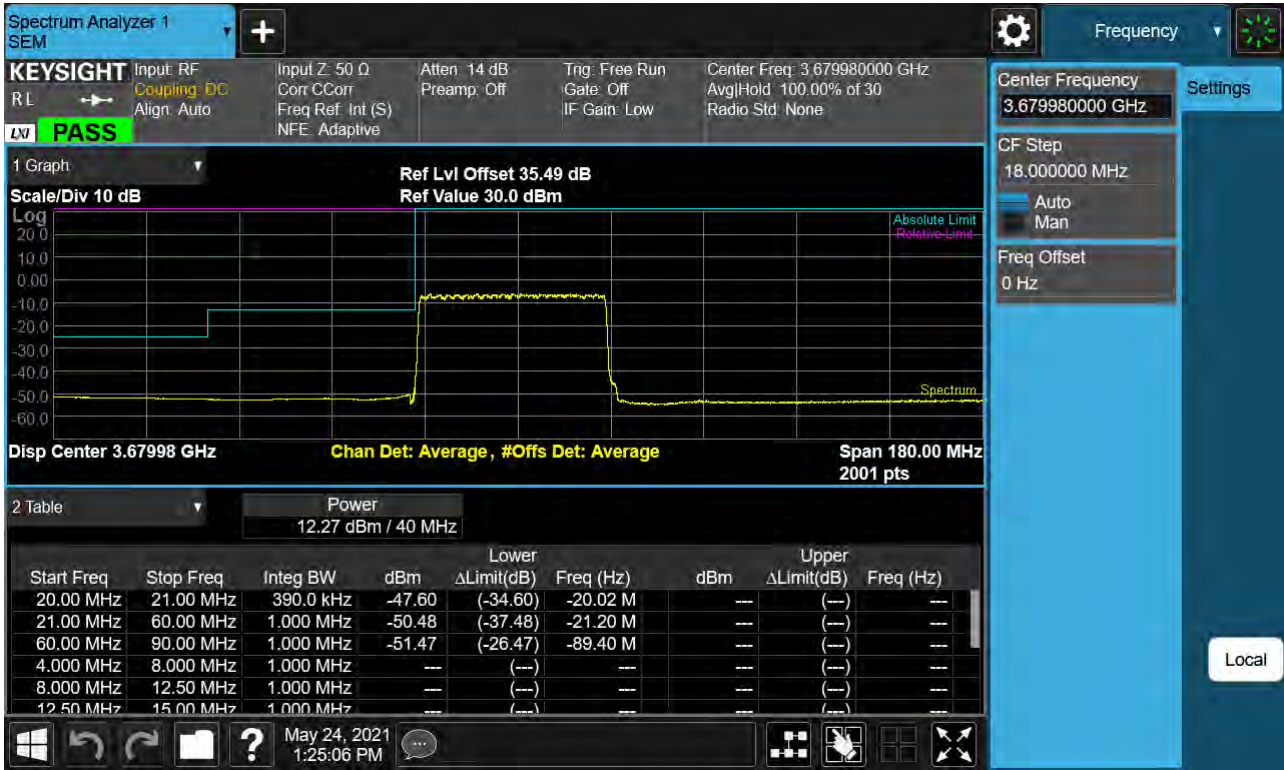 Spectrum Analyzer 1
SEM
Frequency
KEYSIGHT
R L
LXI
PASS
Input: RF
Coupling: DC
Align: Auto
Input Z: 50 Ω
Corr CCorr
Freq Ref: Int (S)
NFE: Adaptive
Atten: 14 dB
Preamp: Off
Trig: Free Run
Gate: Off
IF Gain: Low
Center Freq: 3.679980000 GHz
Avg|Hold: 100.00% of 30
Radio Std: None
Center Frequency
3.679980000 GHz
Settings
CF Step
18.000000 MHz
Auto
Man
Freq Offset
0 Hz
Local
1 Graph
Scale/Div 10 dB
Ref Lvl Offset 35.49 dB
Ref Value 30.0 dBm
Log
20.0
10.0
0.00
-10.0
-20.0
-30.0
-40.0
-50.0
-60.0
Absolute Limit
Relative Limit
Spectrum
Disp Center 3.67998 GHz
Chan Det: Average , #Offs Det: Average
Span 180.00 MHz
2001 pts
2 Table
Power
12.27 dBm / 40 MHz
Lower Upper
Start Freq Stop Freq Integ BW dBm ΔLimit(dB) Freq (Hz) dBm ΔLimit(dB) Freq (Hz)
20.00 MHz 21.00 MHz 390.0 kHz -47.60 (-34.60) -20.02 M --- (---) ---
21.00 MHz 60.00 MHz 1.000 MHz -50.48 (-37.48) -21.20 M --- (---) ---
60.00 MHz 90.00 MHz 1.000 MHz -51.47 (-26.47) -89.40 M --- (---) ---
4.000 MHz 8.000 MHz 1.000 MHz --- (---) --- --- (---) ---
8.000 MHz 12.50 MHz 1.000 MHz --- (---) --- --- (---) ---
12.50 MHz 15.00 MHz 1.000 MHz --- (---) --- --- (---) ---
?
May 24, 2021
1:25:06 PM